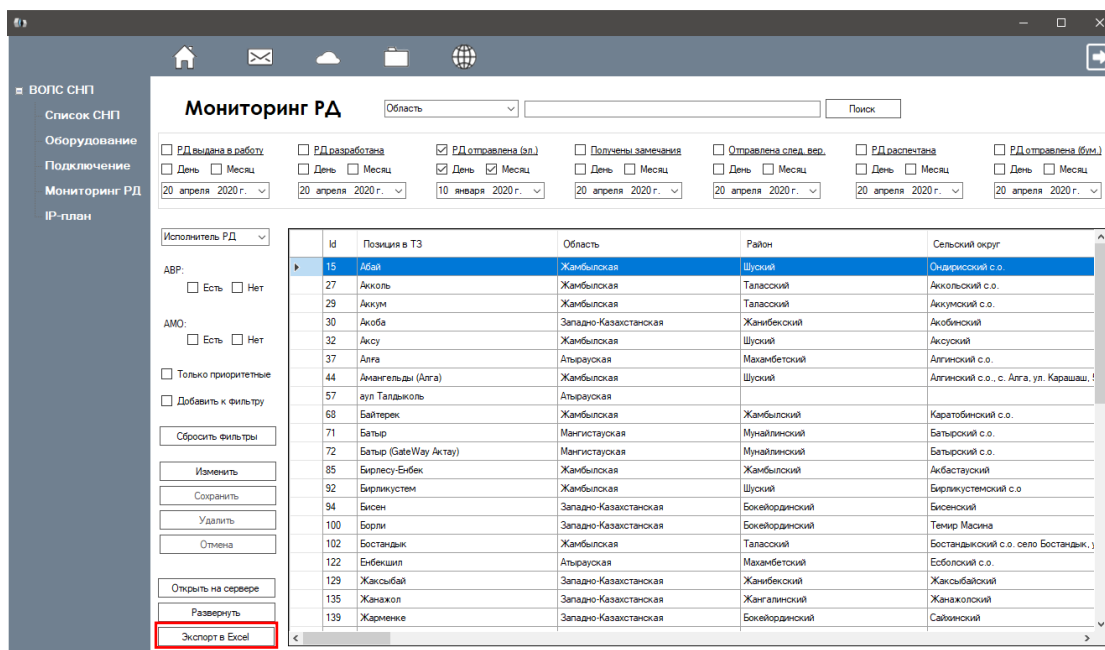 ВОПС СНП
Список СНП
Оборудование
Подключение
Мониторинг РД
IP-план
Мониторинг РД
Область
Поиск
РД выдана в работу
РД разработана
РД отправлена (эл.)
Получены замечания
Отправлена след. вер.
РД распечтана
РД отправлена (бум.)
День Месяц
День Месяц
День Месяц
День Месяц
День Месяц
День Месяц
День Месяц
20 апреля 2020 г.
20 апреля 2020 г.
10 января 2020 г.
20 апреля 2020 г.
20 апреля 2020 г.
20 апреля 2020 г.
20 апреля 2020 г.
Исполнитель РД
АВР:
Есть Нет
АМО:
Есть Нет
Только приоритетные
Добавить к фильтру
Сбросить фильтры
Изменить
Сохранить
Удалить
Отмена
Открыть на сервере
Развернуть
Экспорт в Excel
Id Позиция в ТЗ Область Район Сельский округ
15 Абай Жамбылская Шуский Ондирисский с.о.
27 Акколь Жамбылская Таласский Аккольский с.о.
29 Аккум Жамбылская Таласский Аккумский с.о.
30 Акоба Западно-Казахстанская Жанибекский Акобинский
32 Аксу Жамбылская Шуский Аксуский
37 Алға Атырауская Махамбетский Алгинский с.о.
44 Амангельды (Алга) Жамбылская Шуский Алгинский с.о., с. Алга, ул. Карашаш,
57 аул Талдыколь Атырауская
68 Байтерек Жамбылская Жамбылский Каратобинский с.о.
71 Батыр Мангистауская Мунайлинский Батырский с.о.
72 Батыр (GateWay Актау) Мангистауская Мунайлинский Батырский с.о.
85 Бирлесу-Енбек Жамбылская Жамбылский Акбастауский
92 Бирликустем Жамбылская Шуский Бирликустемский с.о
94 Бисен Западно-Казахстанская Бокейординский Бисенский
100 Борли Западно-Казахстанская Бокейординский Темир Масина
102 Бостандык Жамбылская Таласский Бостандыкский с.о. село Бостандык,
122 Енбекшил Атырауская Махамбетский Есболский с.о.
129 Жаксыбай Западно-Казахстанская Жанибекский Жаксыбайский
135 Жанажол Западно-Казахстанская Жангалинский Жанажолский
139 Жарменке Западно-Казахстанская Бокейординский Сайхинский